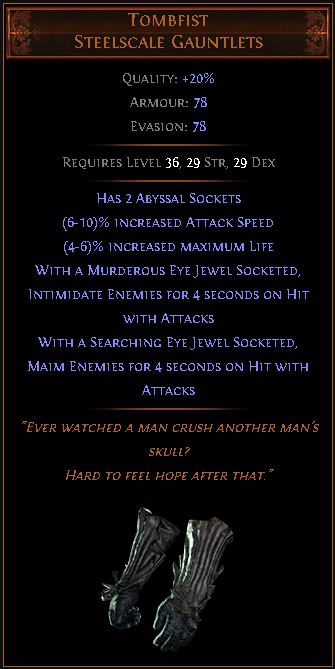 Tombfist
Steelscale Gauntlets
Quality: +20%
Armour: 78
Evasion: 78
Requires Level 36, 29 Str, 29 Dex
Has 2 Abyssal Sockets
(6-10)% increased Attack Speed
(4-6)% increased maximum Life
With a Murderous Eye Jewel Socketed,
Intimidate Enemies for 4 seconds on Hit
with Attacks
With a Searching Eye Jewel Socketed,
Maim Enemies for 4 seconds on Hit with
Attacks
"Ever watched a man crush another man's
skull?
Hard to feel hope after that."